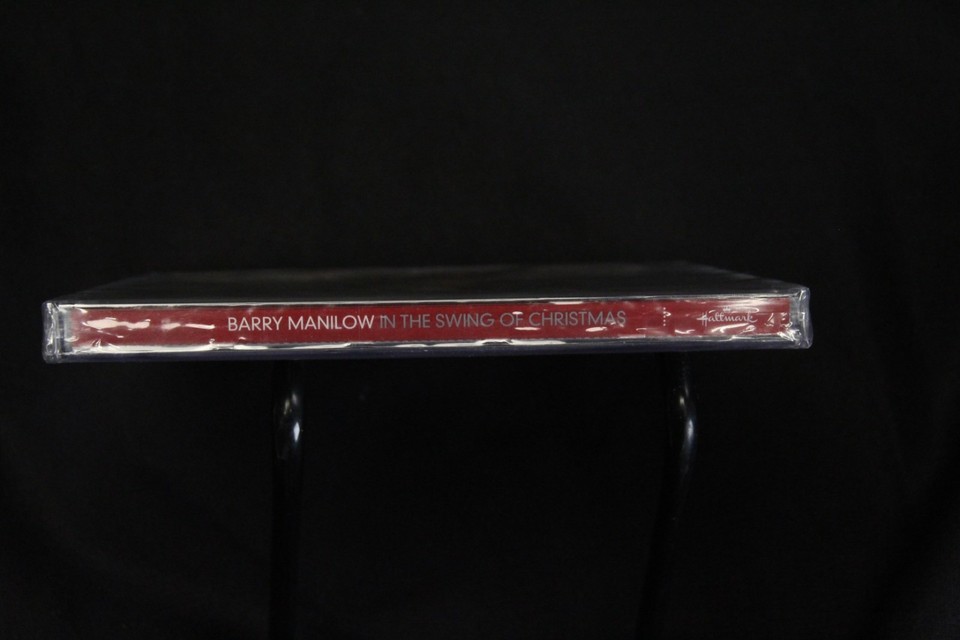 BARRY MANILOW IN THE SWING OF CHRISTMAS
Hallmark